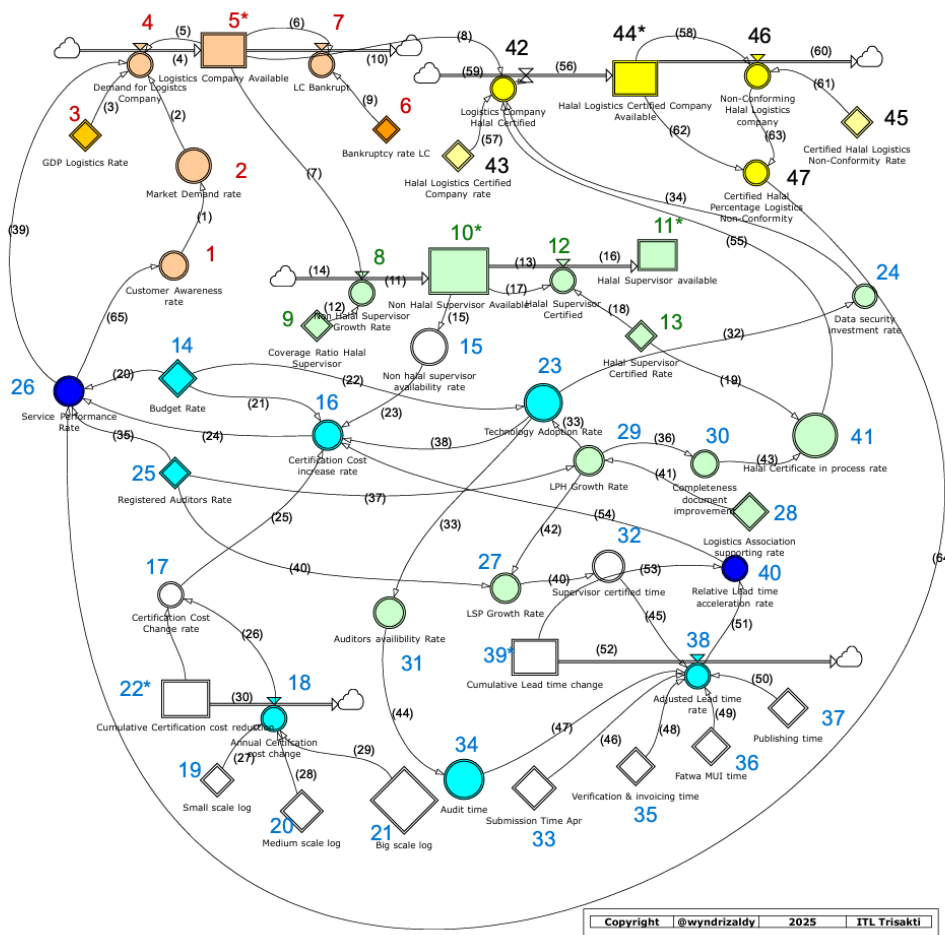 4
5*
(6)
7
(5)
(8)
42
44*
(58)
46
(4)
Logistics
Company Available
(10)
(60)
Demand for Logistcs
Company
LC Bankrupt
(59)
(56)
3
(3)
(2)
(9)
6
Logistics Company
Halal Certified
Halal Logistics Certified Company
Available
Non-Conforming
Halal Logistics
company
(61)
45
GDP Logistics Rate
Bankruptcy rate LC
(57)
43
(62)
(63)
Certified Halal Logistics
Non-Conformity Rate
2
Market Demand rate
(7)
Halal Logistics Certified
Company rate
47
Certified Halal
Percentage Logistics
Non-Conformity
(1)
(34)
(39)
(55)
1
10*
11*
Customer Awareness
rate
8
12
24
(14)
(11)
(13)
(16)
Non Halal Supervisor Available
Halal Supervisor available
(17)
Halal Supervisor
Certified
(65)
9
(12)
Non Halal Supervisor
Growth Rate
(15)
(18)
13
Data security
investment rate
Coverage Ratio Halal
Supervisor
15
(32)
14
23
Halal Supervisor
Certified Rate
26
(20)
(22)
Non halal supervisor
availability rate
(19)
Budget Rate
(21)
16
(23)
Service Performance
Rate
(24)
(38)
Technology Adoption Rate
(33)
29
(36)
30
41
(35)
Certification Cost
increase rate
(43)
Halal Certificate in process rate
25
LPH Growth Rate
(41)
Completeness
document
improvement
28
Registered Auditors Rate
(37)
(25)
(33)
(54)
(42)
32
Logistics Association
supporting rate
17
(40)
27
(40)
(53)
40
(64
Supervisor certified time
Relative Lead time
acceleration rate
Certification Cost
Change rate
LSP Growth Rate
(45)
(51)
(26)
Auditors availibility Rate
31
39*
(52)
38
22*
18
Cumulative Lead time change
Adjusted Lead time
rate
(50)
(30)
Cumulative Certification cost reduction
(44)
(47)
(49)
37
Annual Certfication
cost change
(29)
34
(46)
(48)
Publishing time
19
(27)
(28)
36
Fatwa MUI time
Small scale log
Audit time
Verification & invoicing time
20
21
Submission Time Apr
35
Medium scale log
Big scale log
33
Copyright @wyndrizaldy 2025 ITL Trisakti